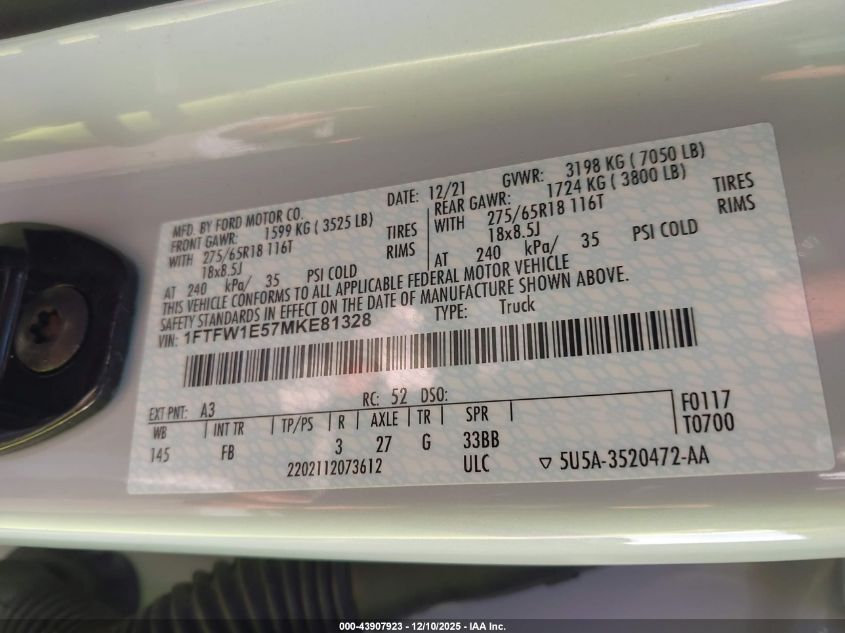 MFD. BY FORD MOTOR CO. DATE: 12/21 GVWR: 3198 KG ( 7050 LB)
FRONT GAWR: 1599 KG ( 3525 LB) REAR GAWR: 1724 KG ( 3800 LB)
WITH 275/65R18 116T TIRES WITH 275/65R18 116T TIRES
18x8.5J RIMS 18x8.5J RIMS
AT 240 kPa/ 35 PSI COLD AT 240 kPa/ 35 PSI COLD
THIS VEHICLE CONFORMS TO ALL APPLICABLE FEDERAL MOTOR VEHICLE
SAFETY STANDARDS IN EFFECT ON THE DATE OF MANUFACTURE SHOWN ABOVE.
VIN: 1FTFW1E57MKE81328 TYPE: Truck
EXT PNT: A3 RC: 52 DSO:
WB INT TR TP/PS R AXLE TR SPR F0117
145 FB 3 27 G 33BB T0700
2202112073612 ULC ▽ 5U5A-3520472-AA
000-43907923 - 12/10/2025 - IAA Inc.